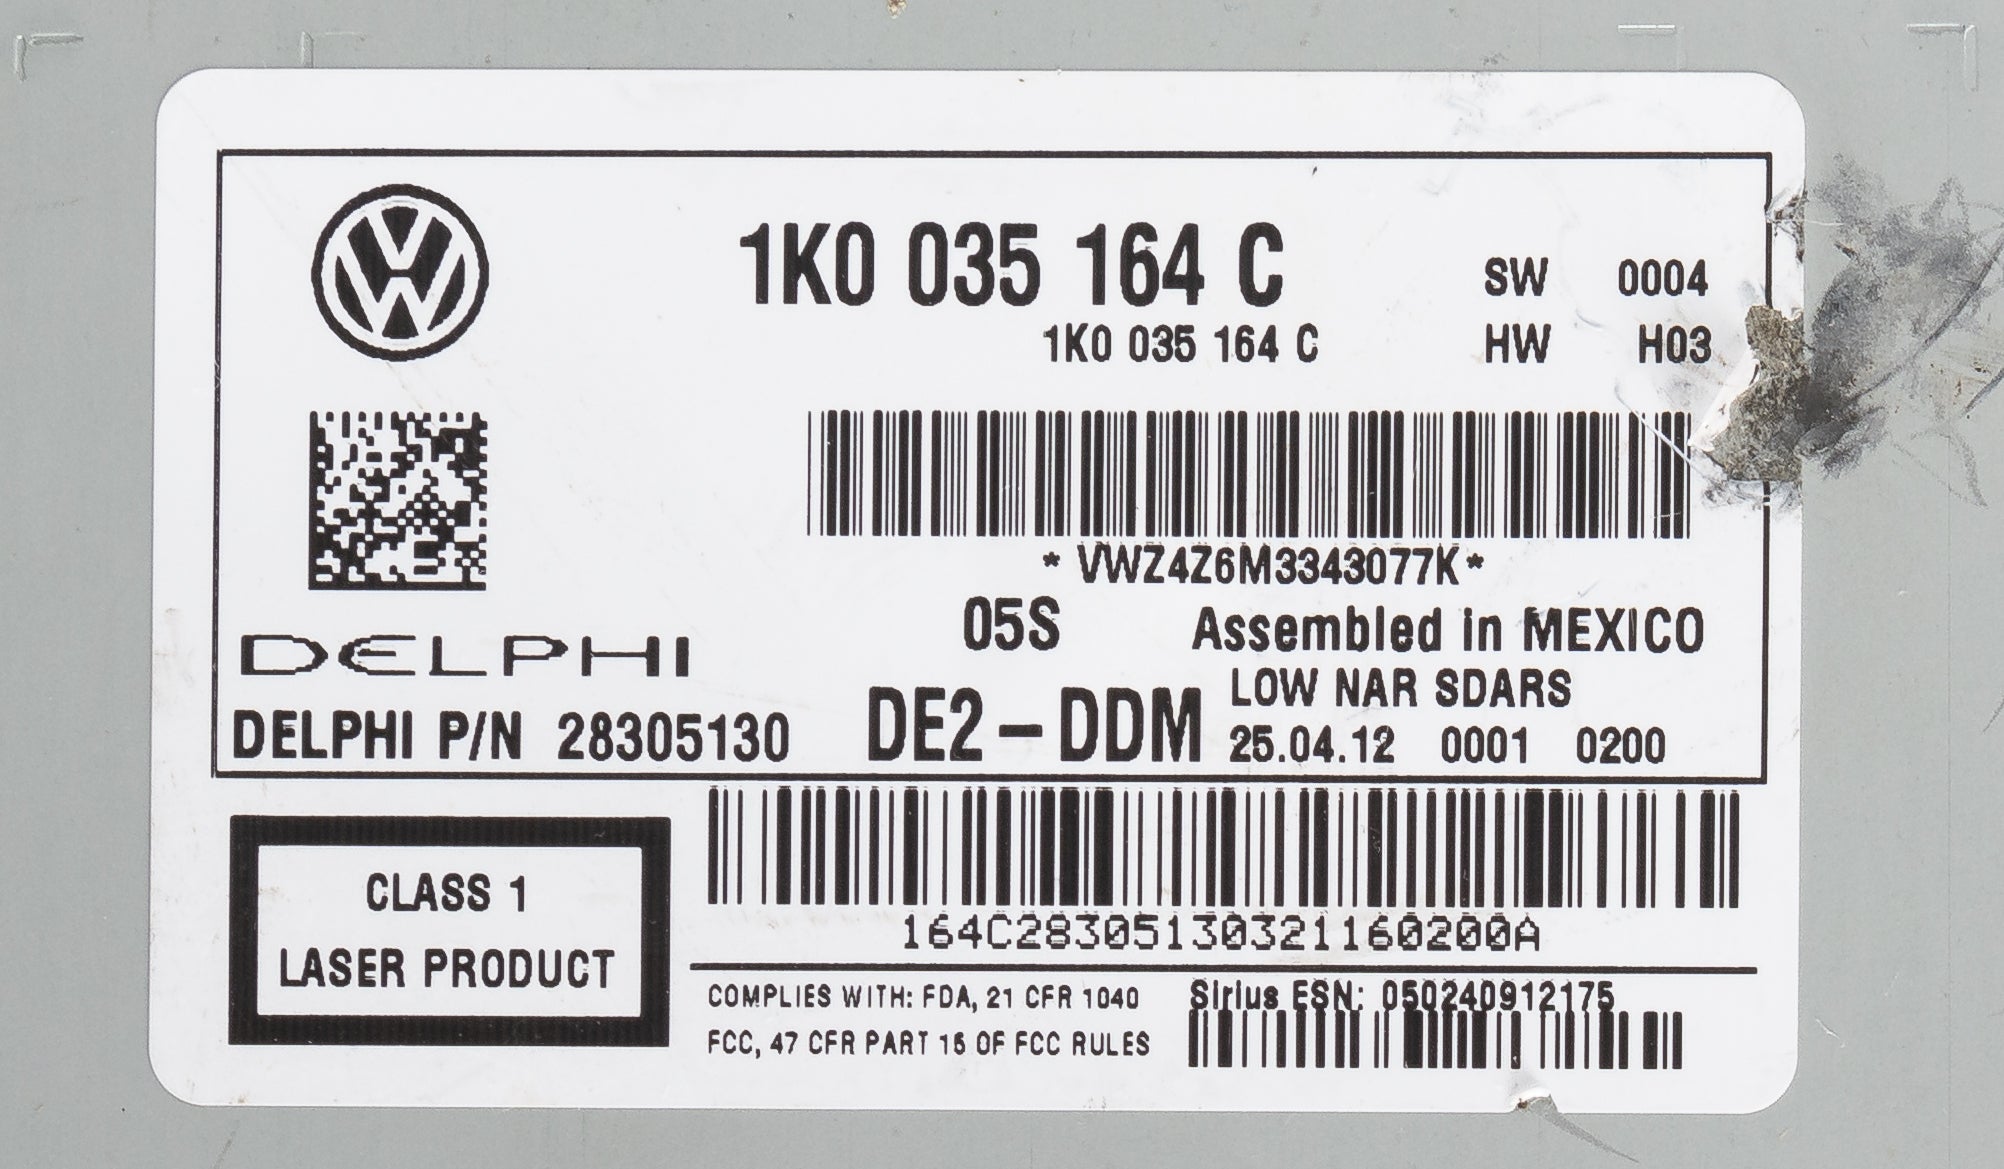 1K0 035 164 C
1K0 035 164 C
SW 0004
HW H03
* VWZ4Z6M3343077K*
05S Assembled in MEXICO
DELPHI
LOW NAR SDARS
DELPHI P/N 28305130 DE2-DDM 25.04.12 0001 0200
CLASS 1
LASER PRODUCT
164C28305130321160200A
COMPLIES WITH: FDA, 21 CFR 1040
FCC, 47 CFR PART 15 OF FCC RULES
Sirius ESN: 050240912175